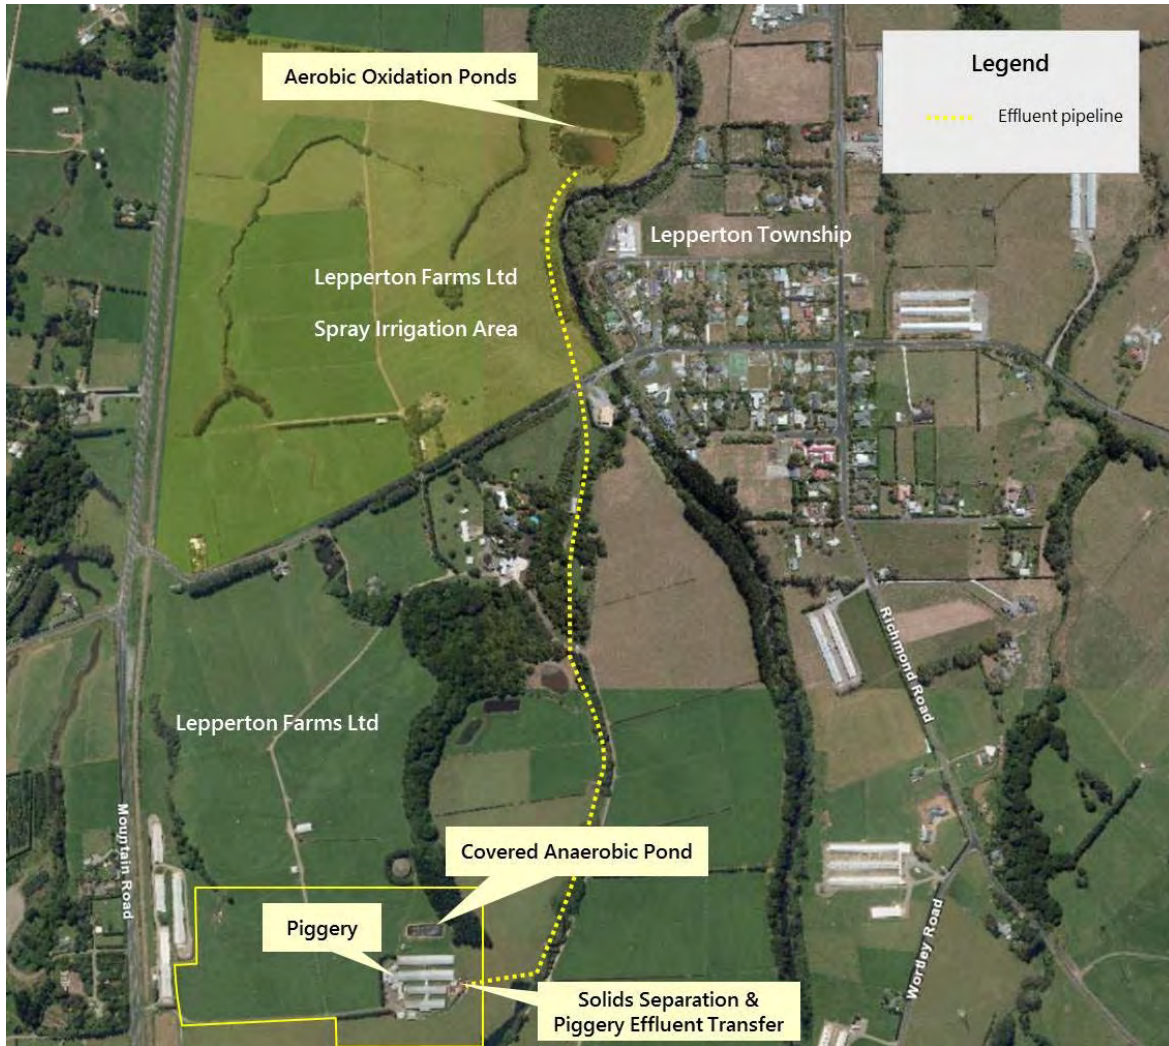 Aerobic Oxidation Ponds
Legend
Effluent pipeline
Lepperton Township
Lepperton Farms Ltd
Spray Irrigation Area
Richmond Road
Lepperton Farms Ltd
Mountain Road
Covered Anaerobic Pond
Piggery
Wortley Road
Solids Separation &
Piggery Effluent Transfer